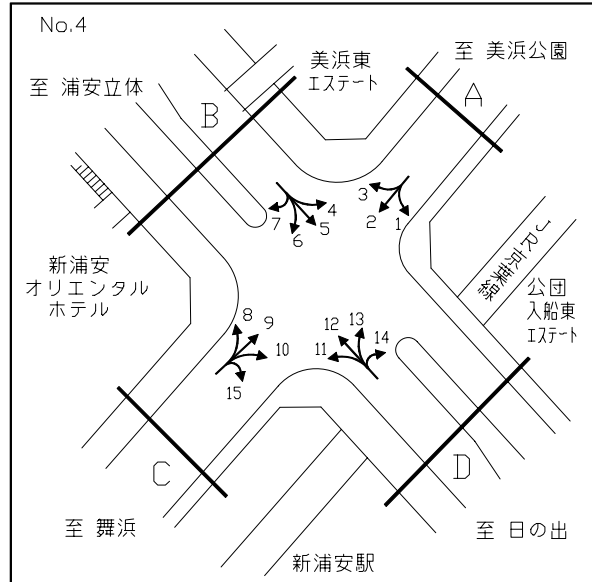 No.4
美浜東
エステート
至 美浜公園
至 浦安立体
A
B
3
2
1
4
5
6
7
JR京葉線
公団
入船東
エステート
新浦安
オリエンタル
ホテル
8
9
10
15
11
12
13
14
C
D
至 舞浜
至 日の出
新浦安駅